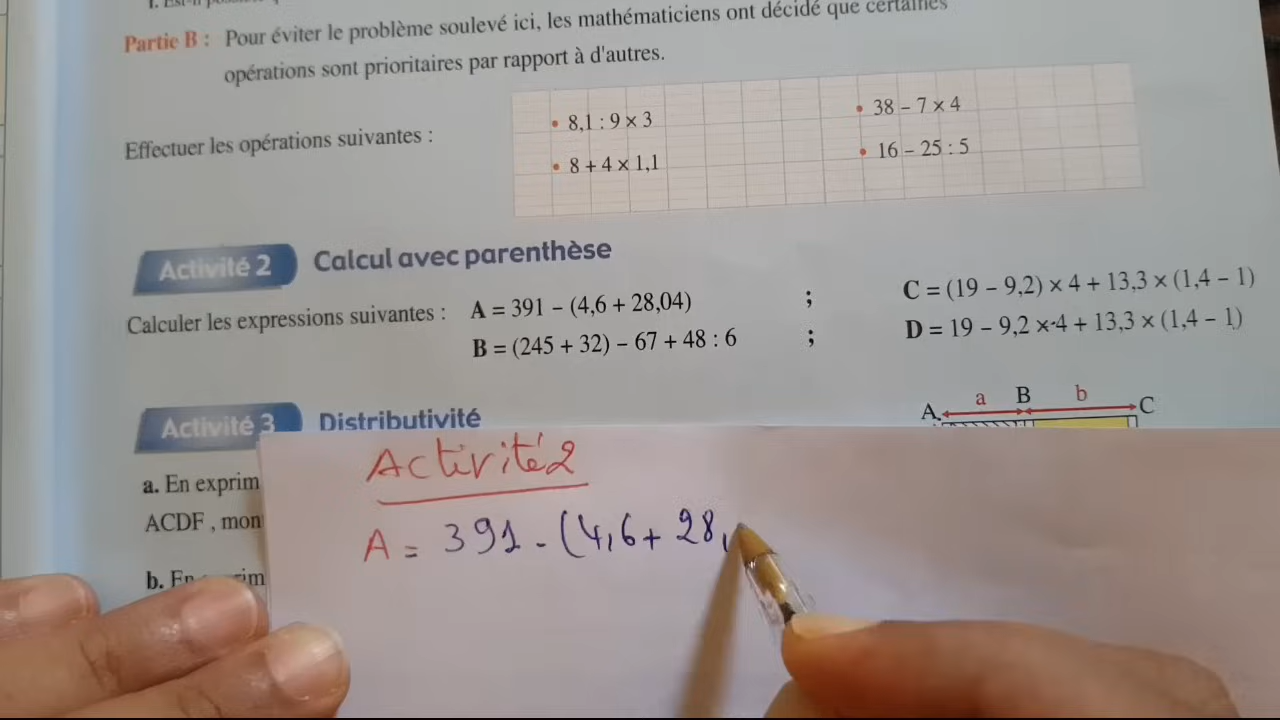 Partie B : Pour éviter le problème soulevé ici, les mathématiciens ont décidé que certaines
opérations sont prioritaires par rapport à d'autres.
Effectuer les opérations suivantes :
• 8,1 : 9 × 3
• 38 – 7 × 4
• 8 + 4 × 1,1
• 16 – 25 : 5
Activité 2 Calcul avec parenthèse
Calculer les expressions suivantes : A = 391 – (4,6 + 28,04) ; C = (19 – 9,2) × 4 + 13,3 × (1,4 – 1)
B = (245 + 32) – 67 + 48 : 6 ; D = 19 – 9,2 × 4 + 13,3 × (1,4 – 1)
Activité 3 Distributivité
A a B b C
a. En exprim
ACDF , mon
b. En
Activité 2
A = 391 - (4,6 + 28,